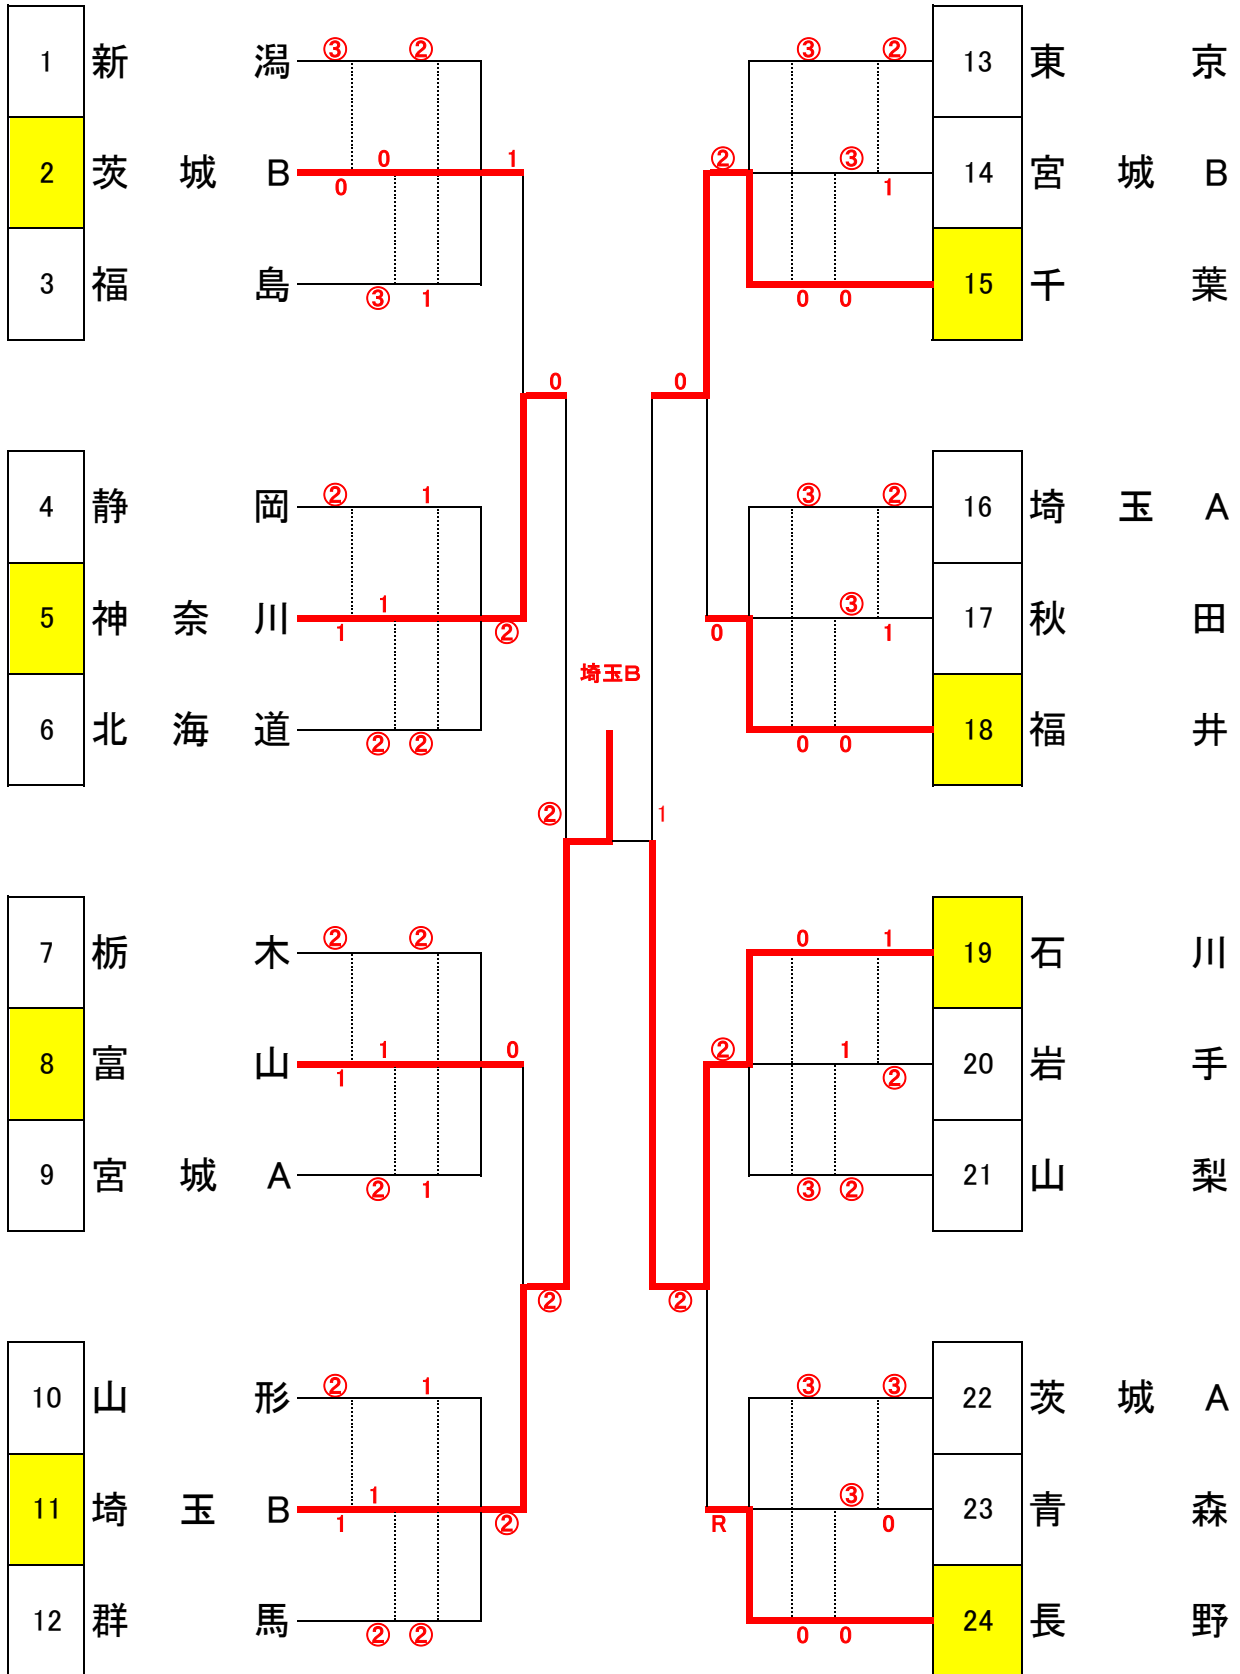 1 新潟 ③ ②
2 茨城B 0 0 1
3 福島 ③ 1
0
4 静岡 ② 1
5 神奈川 1 1 ②
6 北海道 ② ②
②
7 栃木 ② ②
8 富山 1 1 0
9 宮城A ② 1
②
10 山形 ② 1
11 埼玉B 1 1 ②
12 群馬 ② ②
埼玉B
③ ② 13 東京
② ③ 1 14 宮城B
0 0 15 千葉
0
③ ② 16 埼玉A
0 ③ 1 17 秋田
0 0 18 福井
1
0 1 19 石川
② 1 ② 20 岩手
③ ② 21 山梨
②
③ ③ 22 茨城A
R ③ 0 23 青森
0 0 24 長野